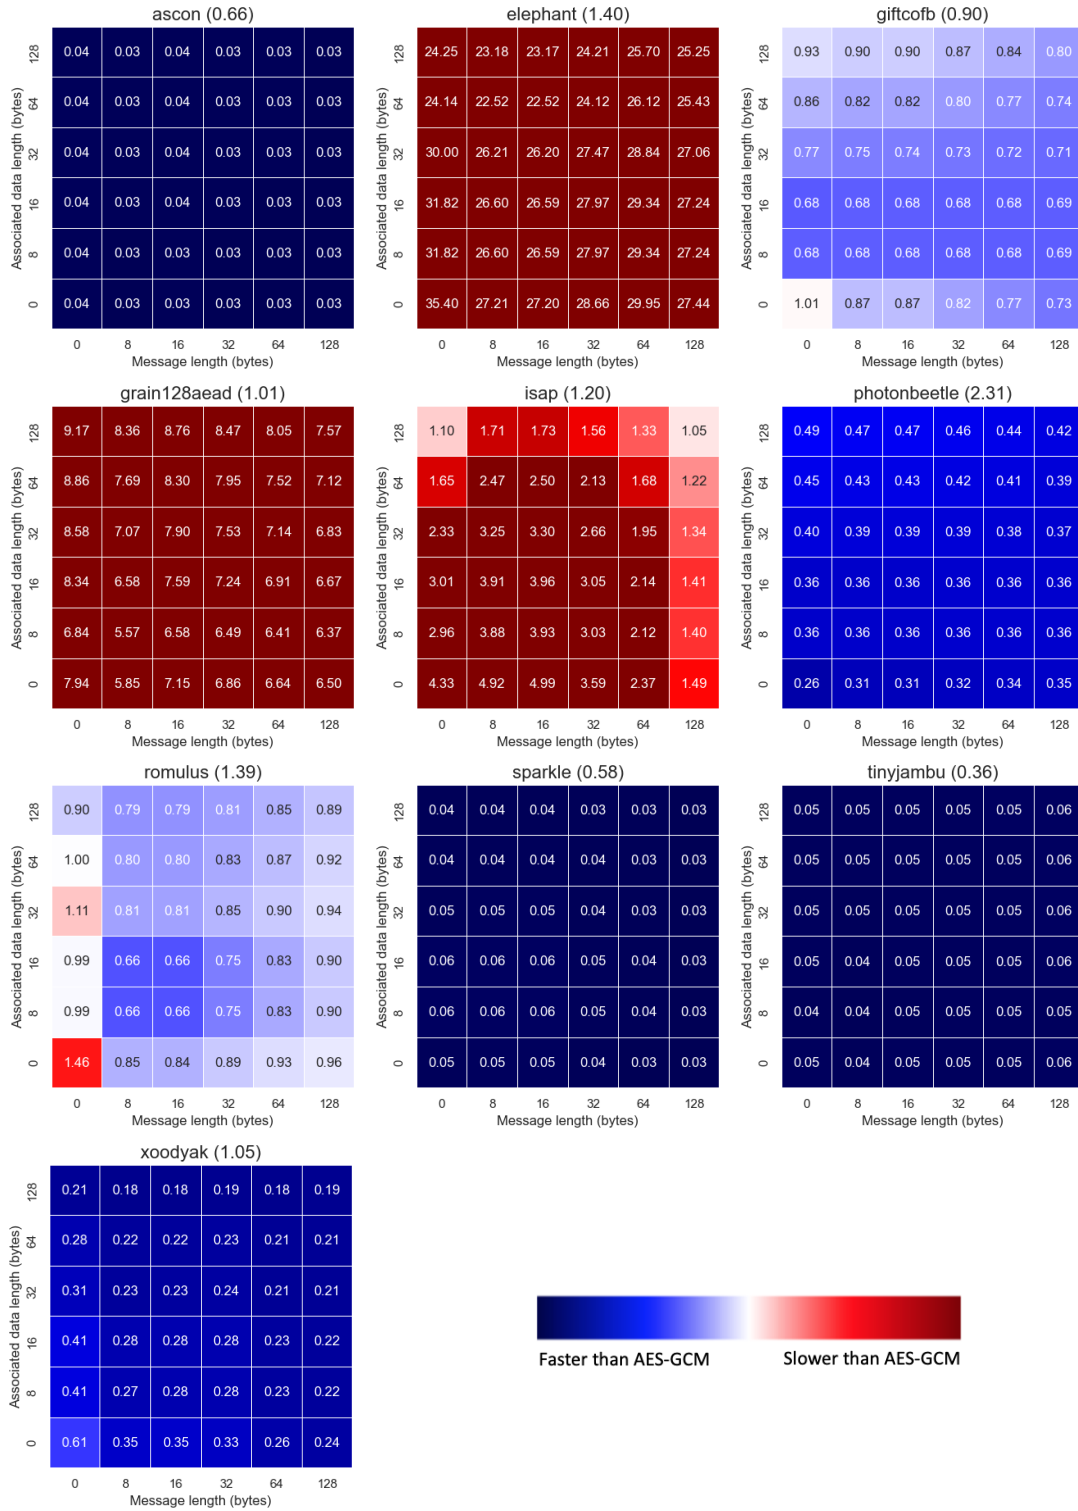 ascon (0.66)
Associated data length (bytes)
128 0.04 0.03 0.04 0.03 0.03 0.03
64 0.04 0.03 0.04 0.03 0.03 0.03
32 0.04 0.03 0.04 0.03 0.03 0.03
16 0.04 0.03 0.04 0.03 0.03 0.03
8 0.04 0.03 0.03 0.03 0.03 0.03
0 0.04 0.03 0.03 0.03 0.03 0.03
0 8 16 32 64 128
Message length (bytes)
elephant (1.40)
Associated data length (bytes)
128 24.25 23.18 23.17 24.21 25.70 25.25
64 24.14 22.52 22.52 24.12 26.12 25.43
32 30.00 26.21 26.20 27.47 28.84 27.06
16 31.82 26.60 26.59 27.97 29.34 27.24
8 31.82 26.60 26.59 27.97 29.34 27.24
0 35.40 27.21 27.20 28.66 29.95 27.44
0 8 16 32 64 128
Message length (bytes)
giftcofb (0.90)
Associated data length (bytes)
128 0.93 0.90 0.90 0.87 0.84 0.80
64 0.86 0.82 0.82 0.80 0.77 0.74
32 0.77 0.75 0.74 0.73 0.72 0.71
16 0.68 0.68 0.68 0.68 0.68 0.69
8 0.68 0.68 0.68 0.68 0.68 0.69
0 1.01 0.87 0.87 0.82 0.77 0.73
0 8 16 32 64 128
Message length (bytes)
grain128aead (1.01)
Associated data length (bytes)
128 9.17 8.36 8.76 8.47 8.05 7.57
64 8.86 7.69 8.30 7.95 7.52 7.12
32 8.58 7.07 7.90 7.53 7.14 6.83
16 8.34 6.58 7.59 7.24 6.91 6.67
8 6.84 5.57 6.58 6.49 6.41 6.37
0 7.94 5.85 7.15 6.86 6.64 6.50
0 8 16 32 64 128
Message length (bytes)
isap (1.20)
Associated data length (bytes)
128 1.10 1.71 1.73 1.56 1.33 1.05
64 1.65 2.47 2.50 2.13 1.68 1.22
32 2.33 3.25 3.30 2.66 1.95 1.34
16 3.01 3.91 3.96 3.05 2.14 1.41
8 2.96 3.88 3.93 3.03 2.12 1.40
0 4.33 4.92 4.99 3.59 2.37 1.49
0 8 16 32 64 128
Message length (bytes)
photonbeetle (2.31)
Associated data length (bytes)
128 0.49 0.47 0.47 0.46 0.44 0.42
64 0.45 0.43 0.43 0.42 0.41 0.39
32 0.40 0.39 0.39 0.39 0.38 0.37
16 0.36 0.36 0.36 0.36 0.36 0.36
8 0.36 0.36 0.36 0.36 0.36 0.36
0 0.26 0.31 0.31 0.32 0.34 0.35
0 8 16 32 64 128
Message length (bytes)
romulus (1.39)
Associated data length (bytes)
128 0.90 0.79 0.79 0.81 0.85 0.89
64 1.00 0.80 0.80 0.83 0.87 0.92
32 1.11 0.81 0.81 0.85 0.90 0.94
16 0.99 0.66 0.66 0.75 0.83 0.90
8 0.99 0.66 0.66 0.75 0.83 0.90
0 1.46 0.85 0.84 0.89 0.93 0.96
0 8 16 32 64 128
Message length (bytes)
sparkle (0.58)
Associated data length (bytes)
128 0.04 0.04 0.04 0.03 0.03 0.03
64 0.04 0.04 0.04 0.04 0.03 0.03
32 0.05 0.05 0.05 0.04 0.03 0.03
16 0.06 0.06 0.06 0.05 0.04 0.03
8 0.06 0.06 0.06 0.05 0.04 0.03
0 0.05 0.05 0.05 0.04 0.03 0.03
0 8 16 32 64 128
Message length (bytes)
tinyjambu (0.36)
Associated data length (bytes)
128 0.05 0.05 0.05 0.05 0.05 0.06
64 0.05 0.05 0.05 0.05 0.05 0.06
32 0.05 0.05 0.05 0.05 0.05 0.06
16 0.05 0.04 0.05 0.05 0.05 0.06
8 0.04 0.04 0.05 0.05 0.05 0.05
0 0.05 0.04 0.05 0.05 0.05 0.06
0 8 16 32 64 128
Message length (bytes)
xoodyak (1.05)
Associated data length (bytes)
128 0.21 0.18 0.18 0.19 0.18 0.19
64 0.28 0.22 0.22 0.23 0.21 0.21
32 0.31 0.23 0.23 0.24 0.21 0.21
16 0.41 0.28 0.28 0.28 0.23 0.22
8 0.41 0.27 0.28 0.28 0.23 0.22
0 0.61 0.35 0.35 0.33 0.26 0.24
0 8 16 32 64 128
Message length (bytes)
Faster than AES-GCM
Slower than AES-GCM